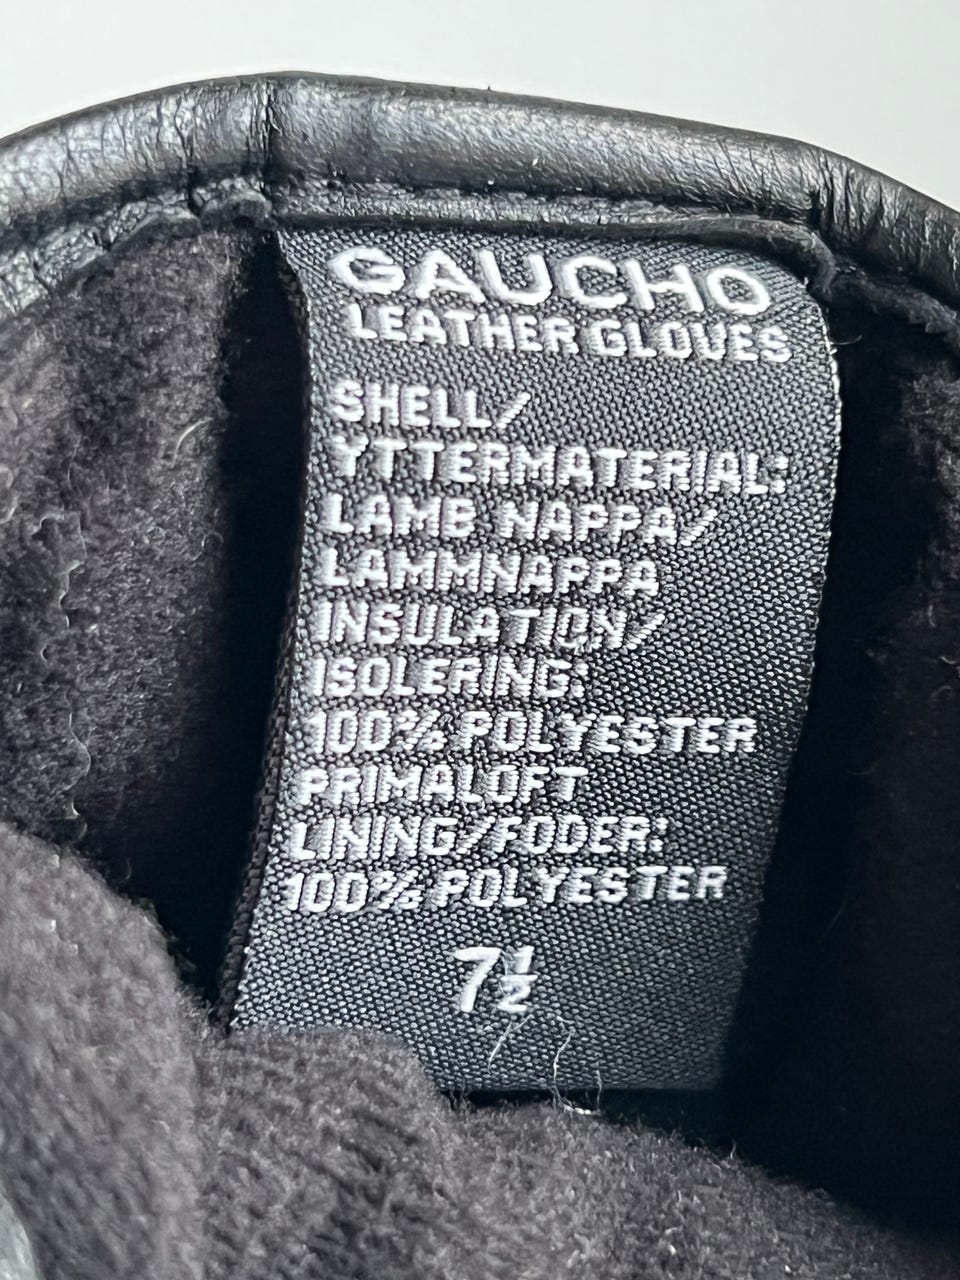 GAUCHO
LEATHER GLOVES
SHELL/
YTTERMATERIAL:
LAMB NAPPA/
LAMMNAPPA
INSULATION/
ISOLERING:
100% POLYESTER
PRIMALOFT
LINING/FODER:
100% POLYESTER
7½